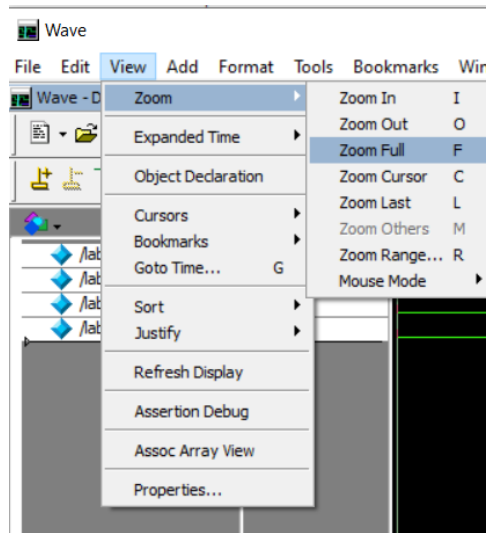 Wave
File Edit View Add Format Tools Bookmarks
Wave - D
Zoom
Expanded Time
Object Declaration
Cursors
Bookmarks
Goto Time... G
Sort
Justify
Refresh Display
Assertion Debug
Assoc Array View
Properties...
Zoom In I
Zoom Out O
Zoom Full F
Zoom Cursor C
Zoom Last L
Zoom Others M
Zoom Range... R
Mouse Mode
/lab
/lab
/lab
/lab